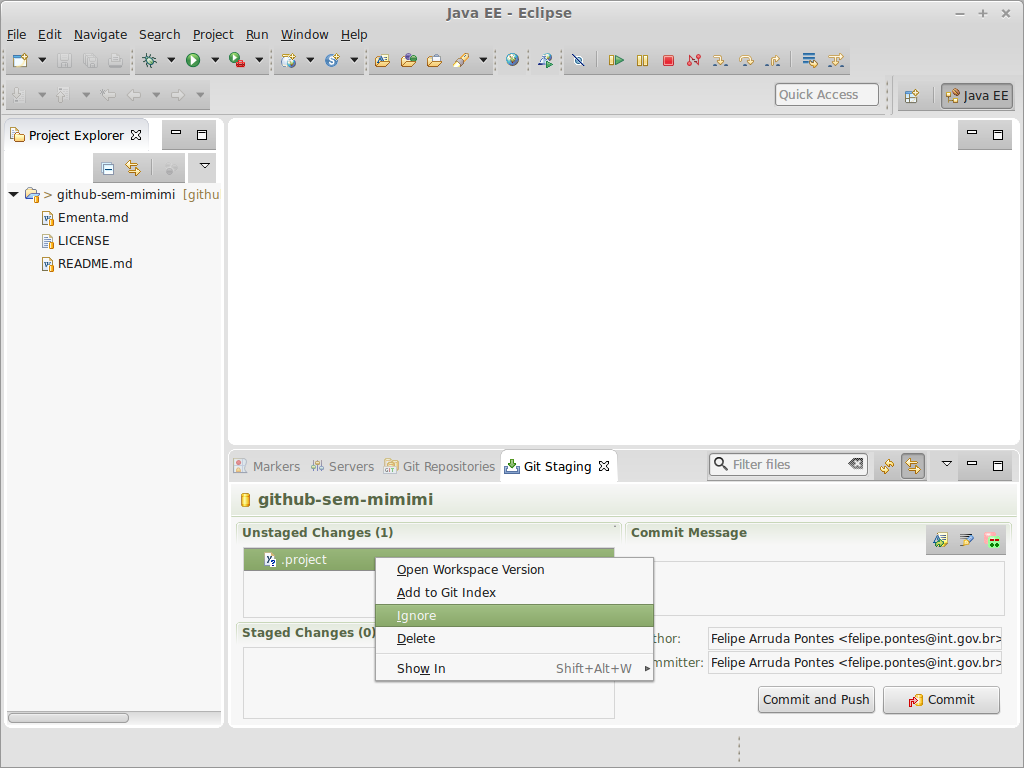 Java EE - Eclipse
File Edit Navigate Search Project Run Window Help
Quick Access
Java EE
Project Explorer
> github-sem-mimimi [githu
Ementa.md
LICENSE
README.md
Markers Servers Git Repositories Git Staging
Filter files
github-sem-mimimi
Unstaged Changes (1)
.project
Staged Changes (0)
Open Workspace Version
Add to Git Index
Ignore
Delete
Show In Shift+Alt+W
Commit Message
thor: Felipe Arruda Pontes <felipe.pontes@int.gov.br>
mmitter: Felipe Arruda Pontes <felipe.pontes@int.gov.br>
Commit and Push Commit